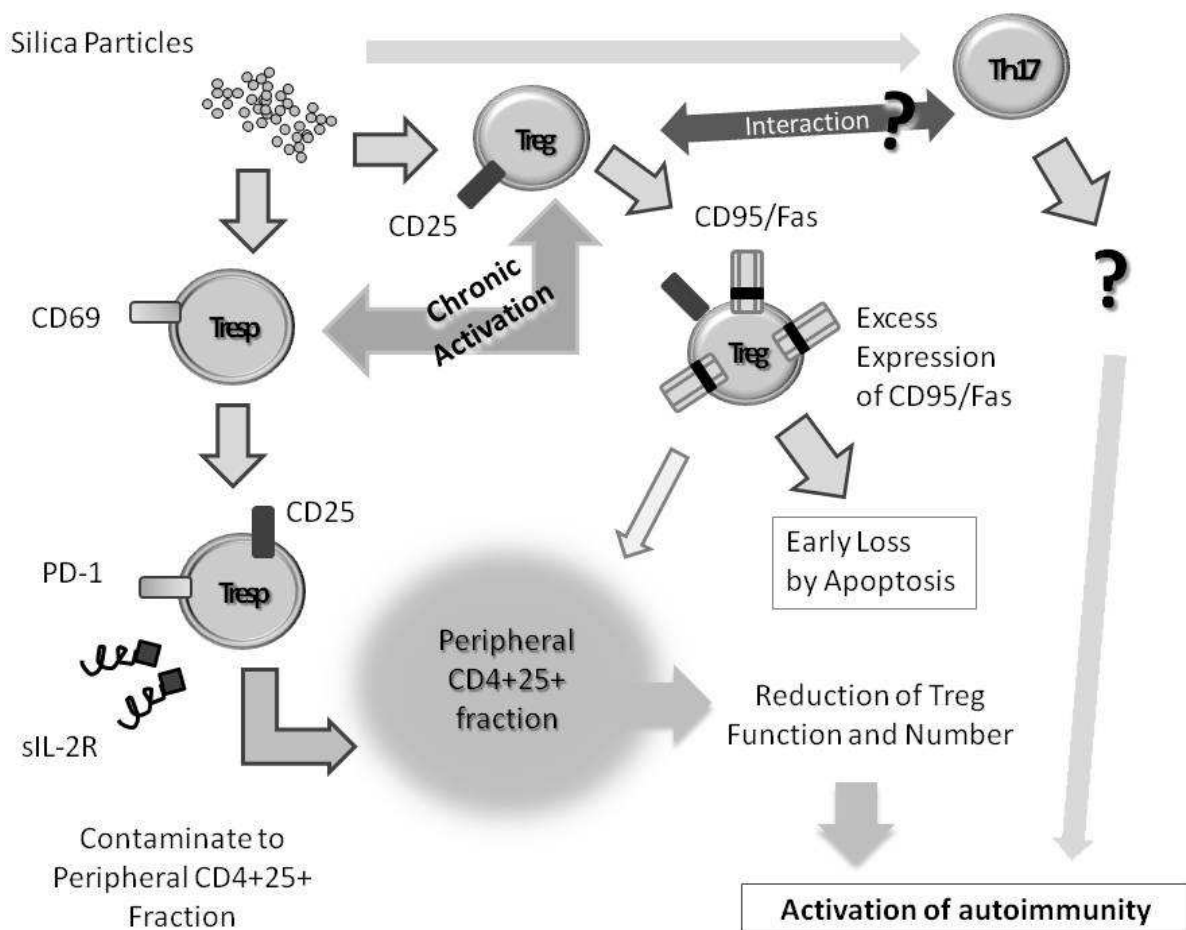 Silica Particles
Th17
Treg
Interaction
?
CD25
CD95/Fas
?
Chronic
Activation
CD69
Tresp
Treg
Excess
Expression
of CD95/Fas
CD25
PD-1
Tresp
Early Loss
by Apoptosis
Peripheral
CD4+25+
fraction
Reduction of Treg
Function and Number
sIL-2R
Contaminate to
Peripheral CD4+25+
Fraction
Activation of autoimmunity